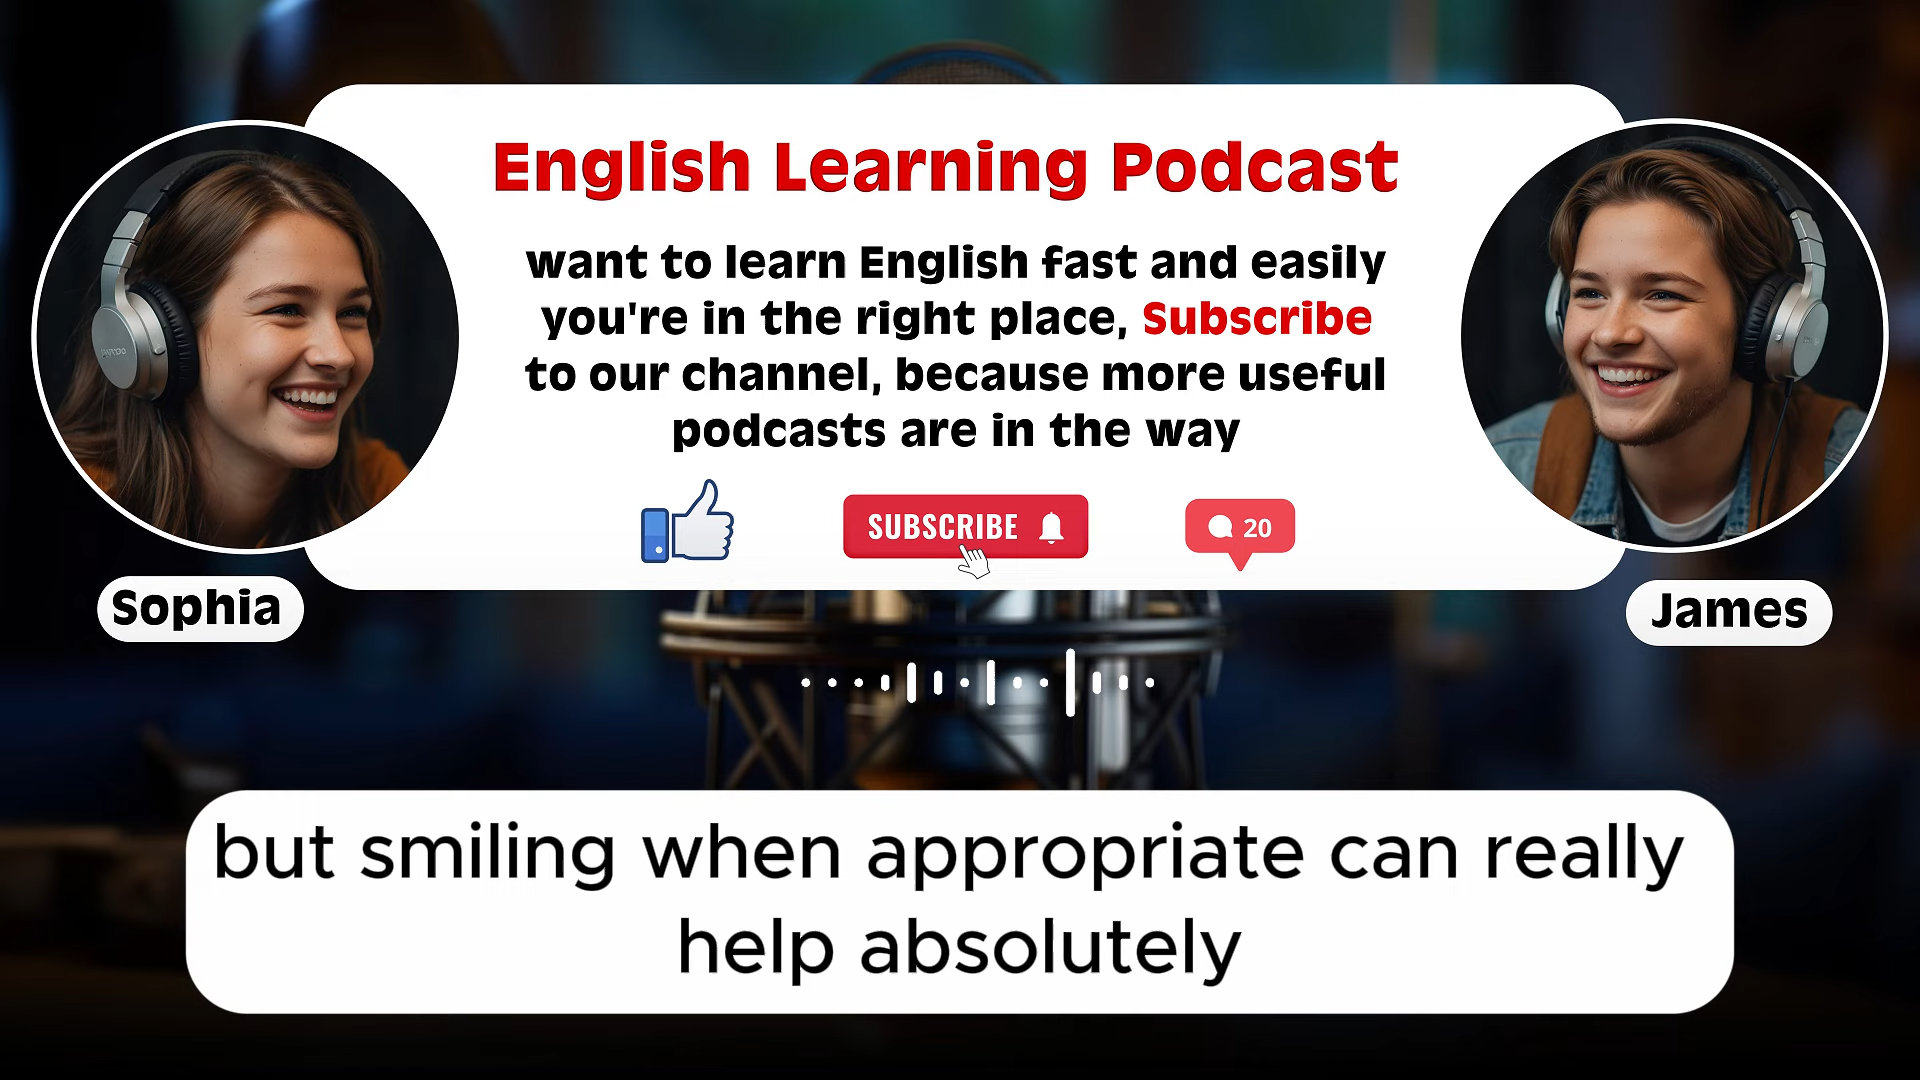 English Learning Podcast
want to learn English fast and easily
you're in the right place, Subscribe
to our channel, because more useful
podcasts are in the way
SUBSCRIBE
20
Sophia
James
but smiling when appropriate can really
help absolutely